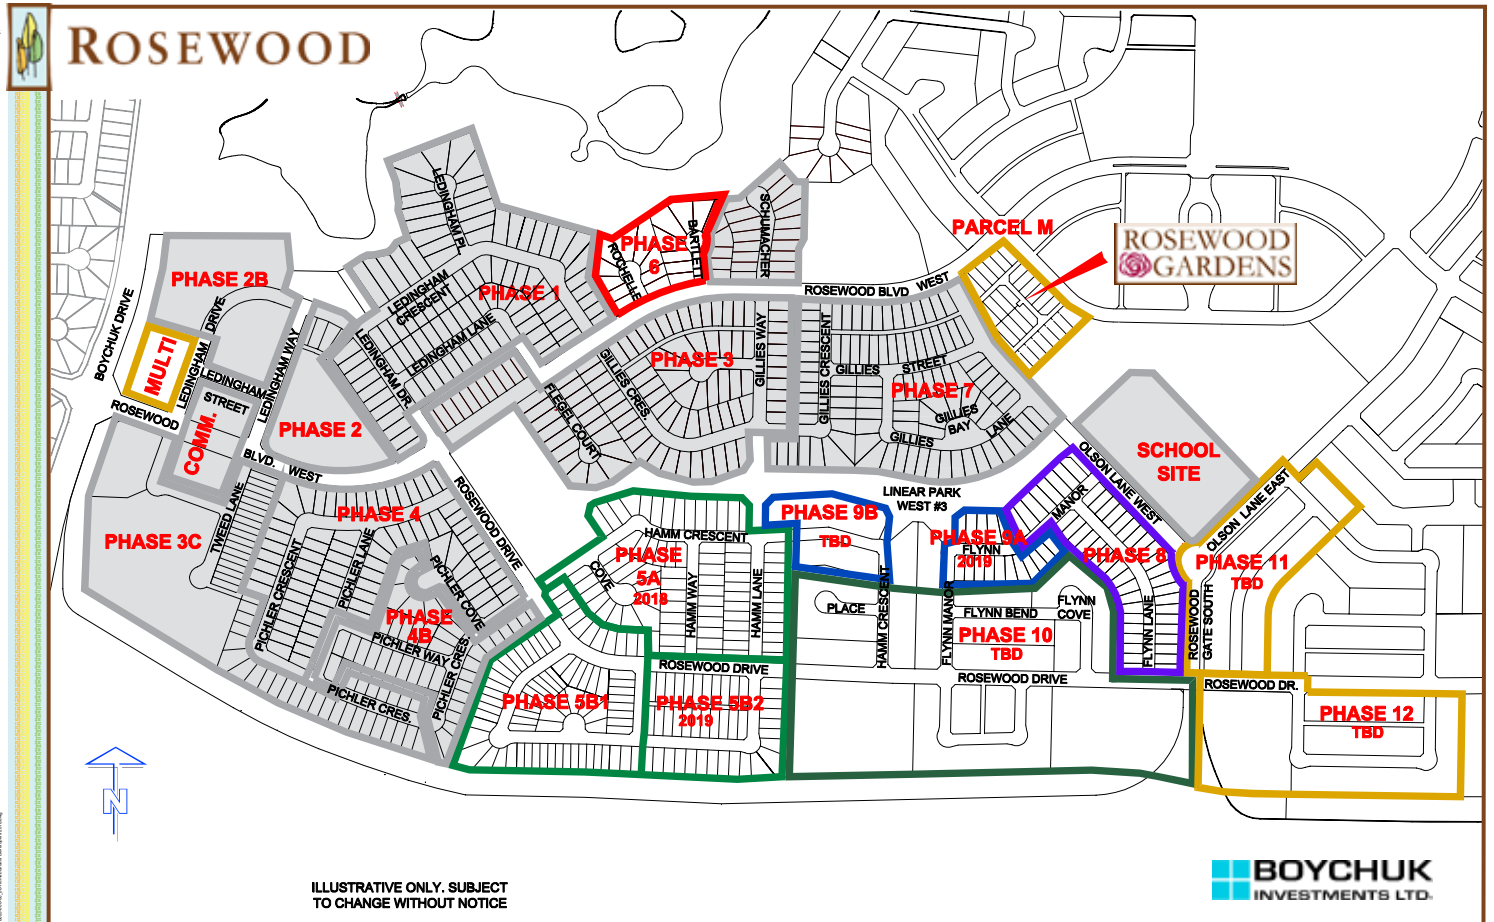 ROSEWOOD
PARCEL M
ROSEWOOD
GARDENS
LEDINGHAM PL
SCHUMACHER
BARTLETT
ROCHELLE
PHASE
6
PHASE 2B
PHASE 1
LEDINGHAM
CRESCENT
LEDINGHAM LANE
LEDINGHAM DR.
ROSEWOOD BLVD WEST
BOYCHUK DRIVE
MULTI
LEDINGHAM DRIVE
LEDINGHAM
STREET
LEDINGHAM WAY
ROSEWOOD
BLVD. WEST
COMM.
PHASE 2
PHASE 3
GILLIES CRES.
GILLIES WAY
FLEGEL COURT
GILLIES CRESCENT
GILLIES STREET
PHASE 7
GILLIES
BAY
GILLIES LANE
SCHOOL
SITE
OLSON LANE WEST
OLSON LANE EAST
LINEAR PARK
WEST #3
PHASE 3C
TWEED LANE
PHASE 4
ROSEWOOD DRIVE
PICHLER CRESCENT
PICHLER LANE
PICHLER COVE
PHASE
4B
PICHLER WAY
PICHLER CRES.
PICHLER CRES.
HAMM CRESCENT
PHASE
5A
2018
COVE
HAMM WAY
HAMM LANE
PHASE 9B
TBD
PHASE 9A
FLYNN
2019
MANOR
PHASE 8
FLYNN LANE
PHASE 11
TBD
ROSEWOOD
GATE SOUTH
PLACE
HAMM CRESCENT
FLYNN MANOR
FLYNN BEND
FLYNN
COVE
PHASE 10
TBD
ROSEWOOD DRIVE
ROSEWOOD DRIVE
ROSEWOOD DR.
PHASE 5B1
PHASE 5B2
2019
PHASE 12
TBD
N
ILLUSTRATIVE ONLY. SUBJECT
TO CHANGE WITHOUT NOTICE
BOYCHUK
INVESTMENTS LTD.